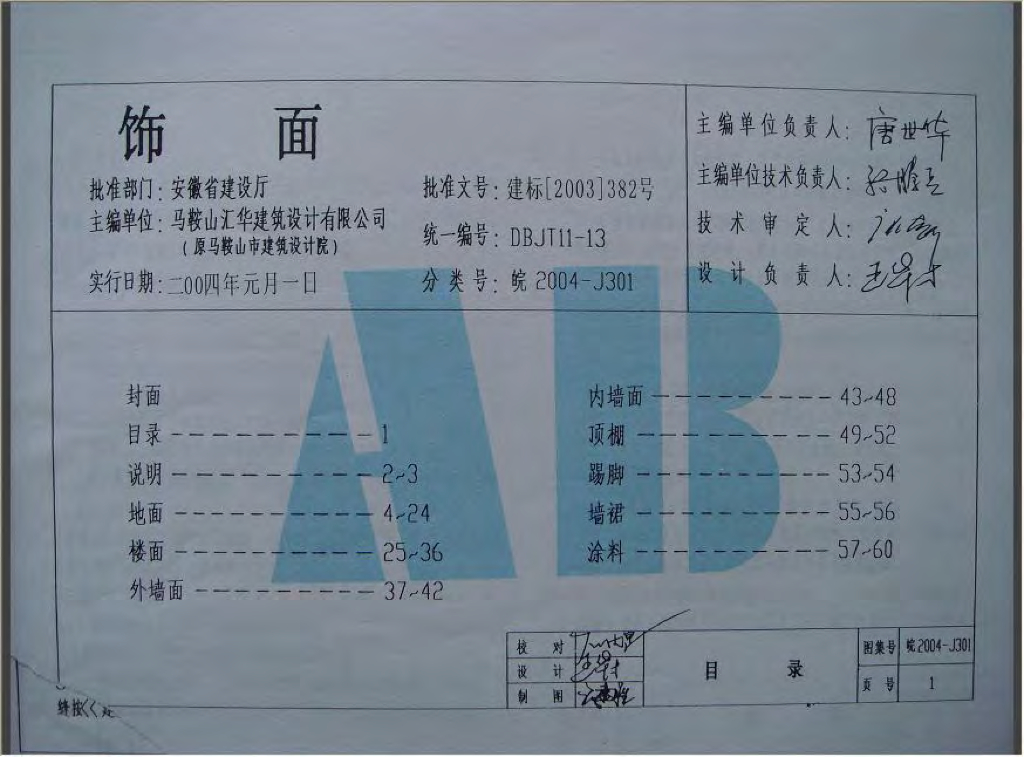 饰 面
批准部门：安徽省建设厅
主编单位：马鞍山汇华建筑设计有限公司
（原马鞍山市建筑设计院）
实行日期：二00四年元月一日
批准文号：建标[2003]382号
统一编号：DBJT11-13
分类号：皖 2004-J301
主编单位负责人：唐世华
主编单位技术负责人：
技术审定人：
设计负责人：
AB
封面
目录 ---------- 1
说明 ---------- 2~3
地面 ---------- 4~24
楼面 ---------- 25~36
外墙面 --------- 37~42
内墙面 --------- 43~48
顶棚 ---------- 49~52
踢脚 ---------- 53~54
墙裙 ---------- 55~56
涂料 ---------- 57~60
校 对
设 计
制 图
目 录
图集号 皖2004-J301
页 号 1